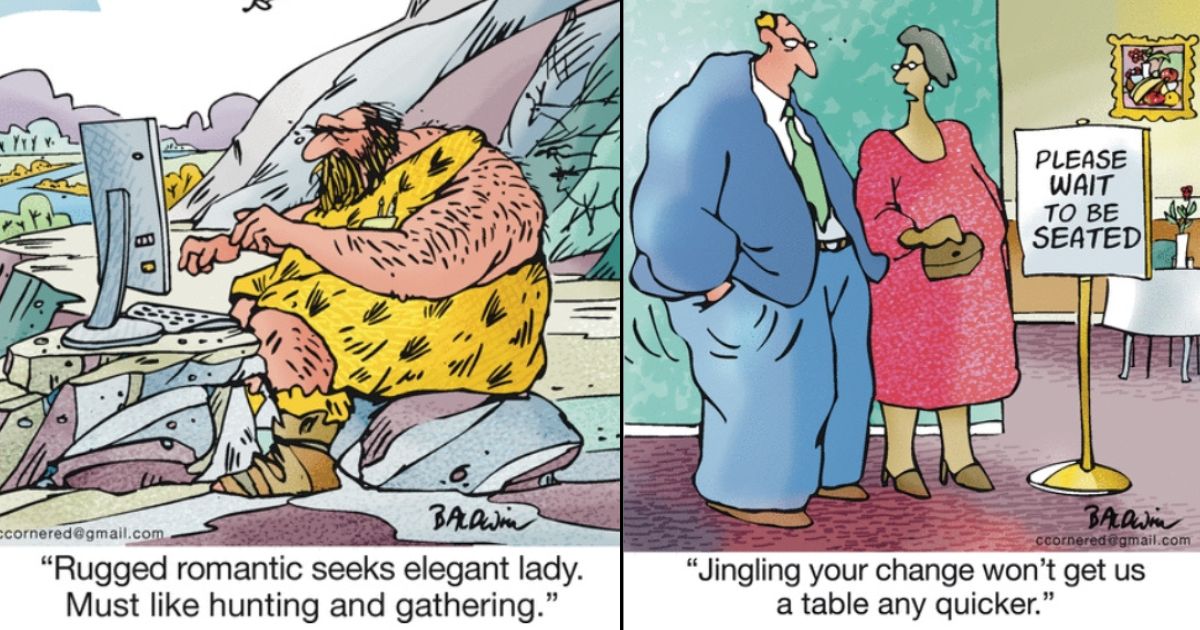 BALDWIN
ccornered@gmail.com
“Rugged romantic seeks elegant lady.
Must like hunting and gathering.”
PLEASE
WAIT
TO BE
SEATED
BALDWIN
ccornered@gmail.com
“Jingling your change won’t get us
a table any quicker.”